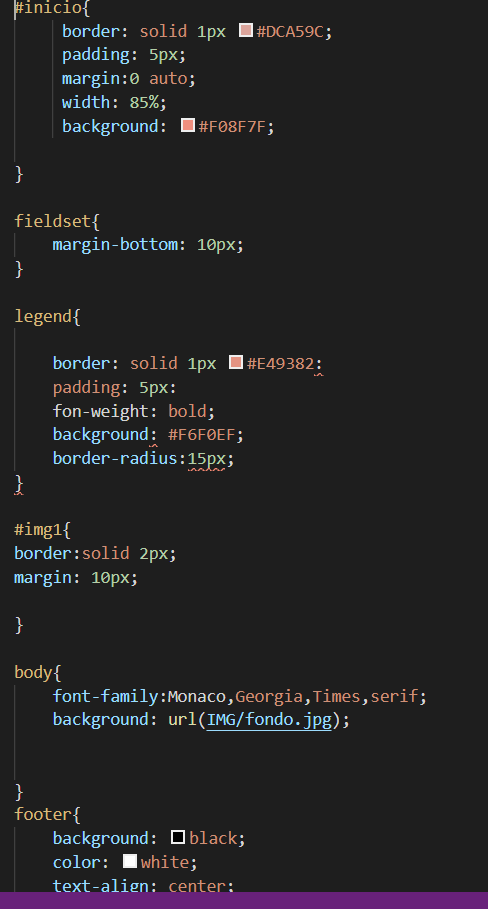 #inicio{
border: solid 1px #DCA59C;
padding: 5px;
margin:0 auto;
width: 85%;
background: #F08F7F;
}
fieldset{
margin-bottom: 10px;
}
legend{
border: solid 1px #E49382:
padding: 5px:
fon-weight: bold;
background: #F6F0EF;
border-radius:15px;
}
#img1{
border:solid 2px;
margin: 10px;
}
body{
font-family:Monaco,Georgia,Times,serif;
background: url(IMG/fondo.jpg);
}
footer{
background: black;
color: white;
text-align: center;